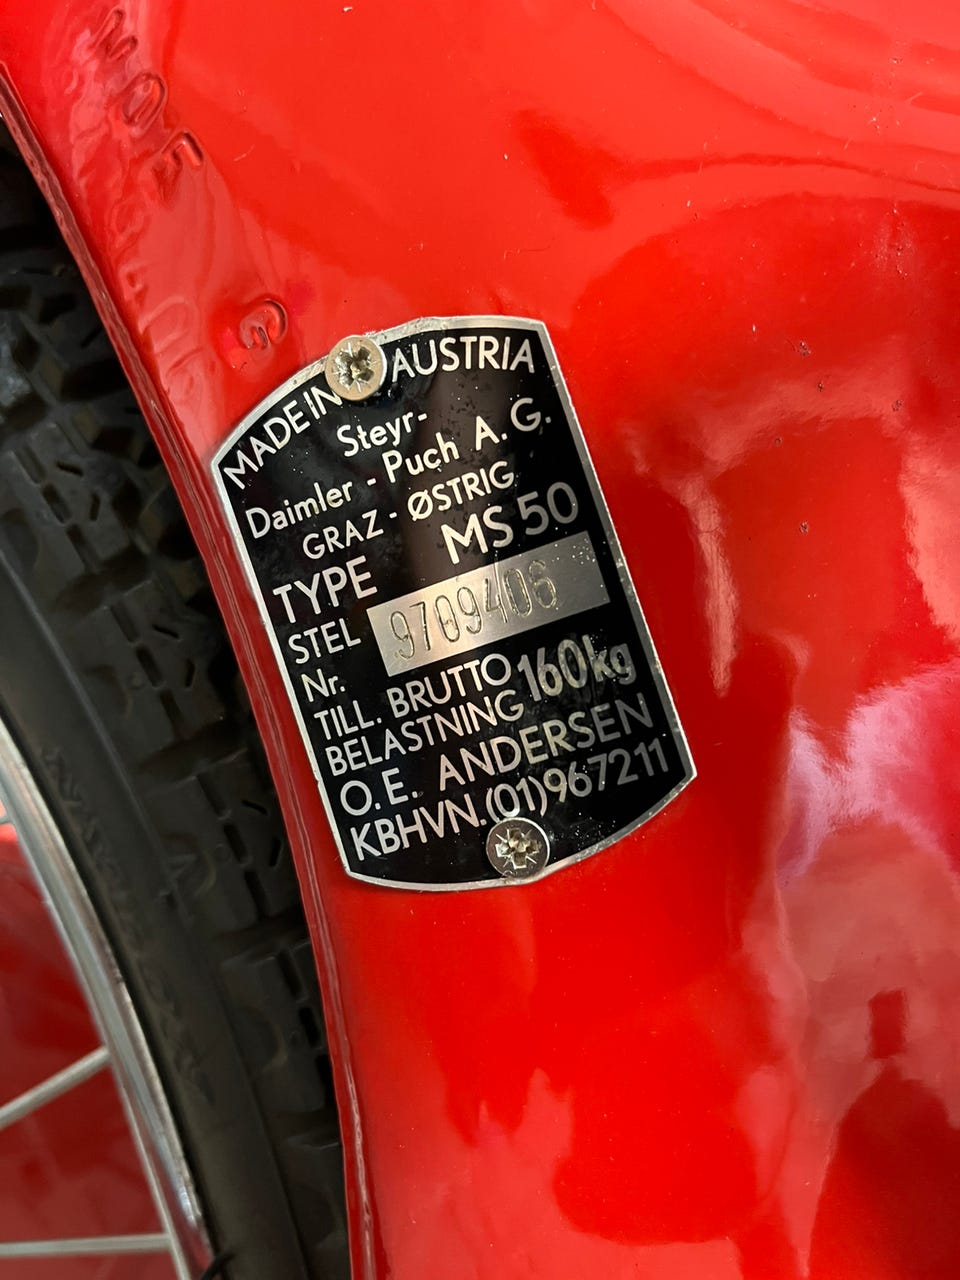 MADE IN AUSTRIA
Steyr-
Daimler - Puch A. G.
GRAZ - ØSTRIG.
TYPE MS 50
STEL Nr. 9709406
TILL. BRUTTO
BELASTNING 160kg
O. E. ANDERSEN
KBHVN. (01)967211